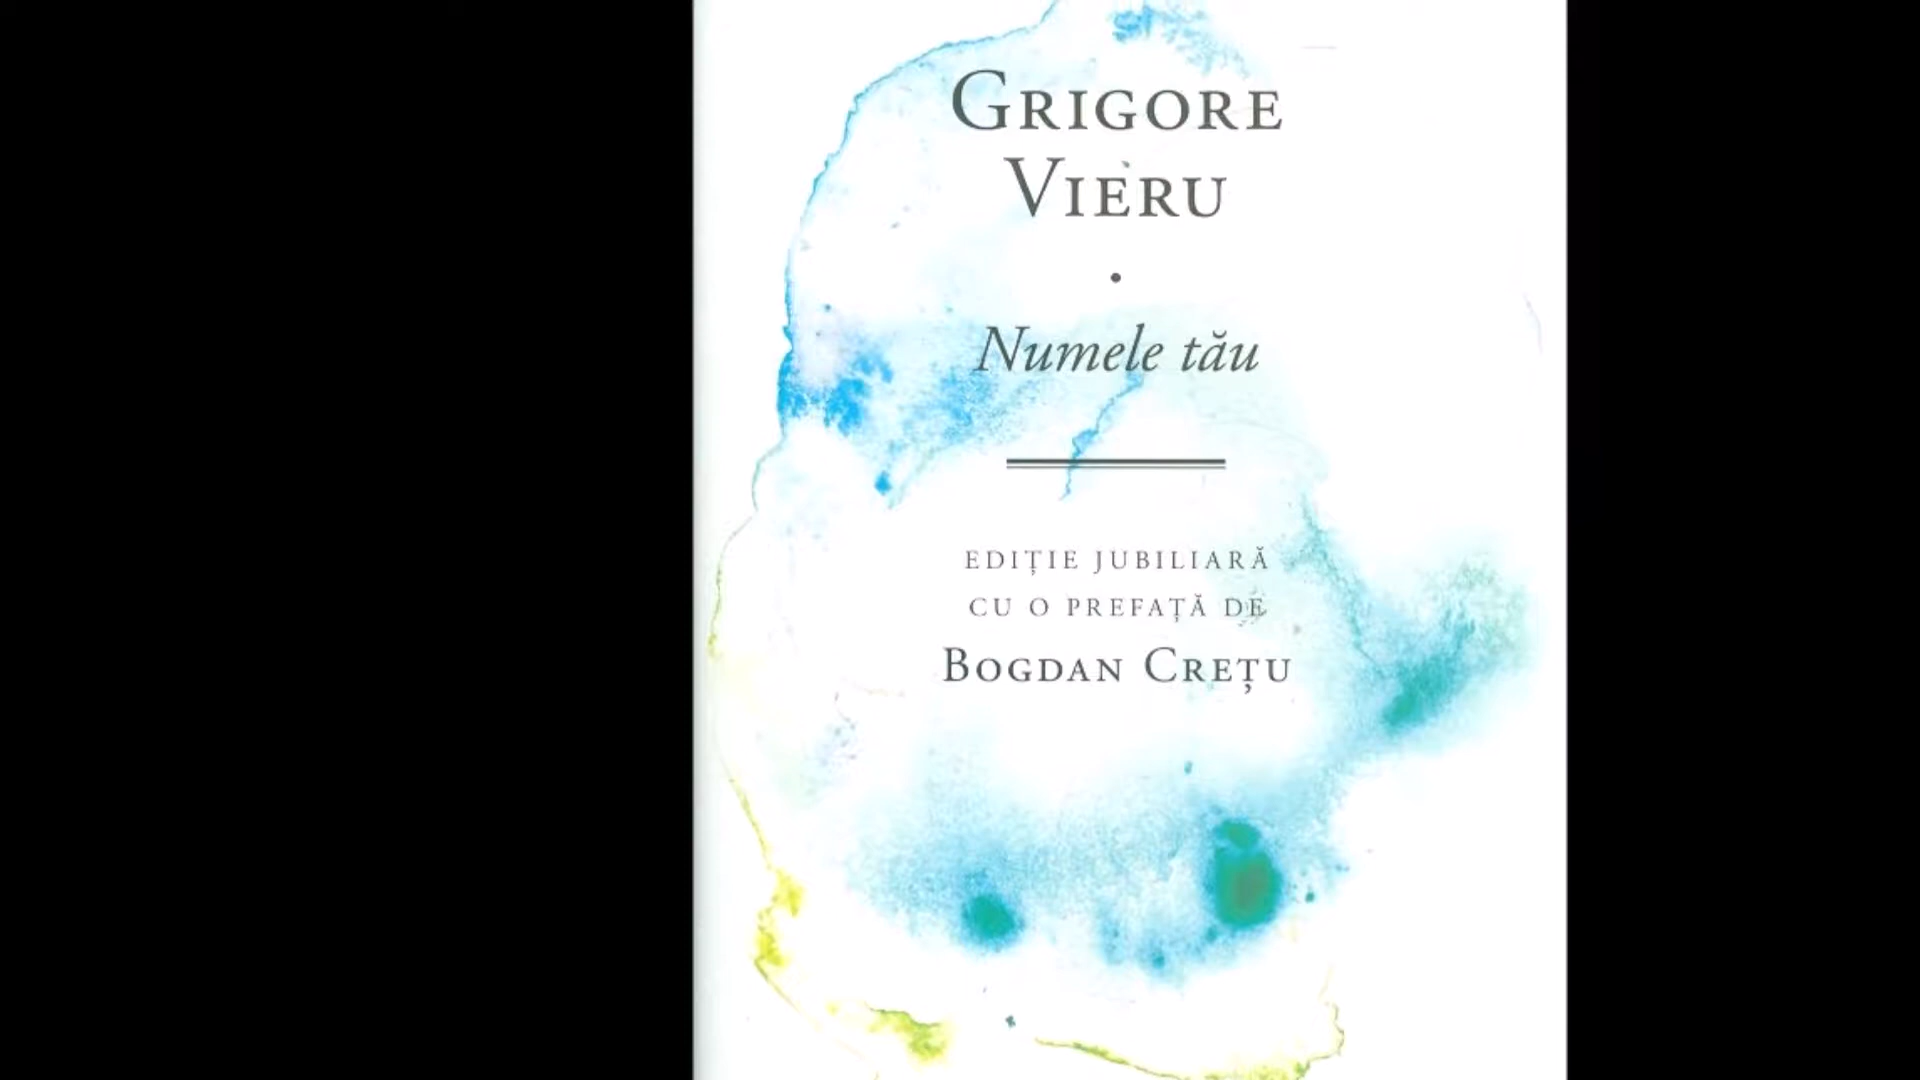 GRIGORE
VIERU
•
Numele tău
EDIȚIE JUBILIARĂ
CU O PREFAȚĂ DE
BOGDAN CREȚU